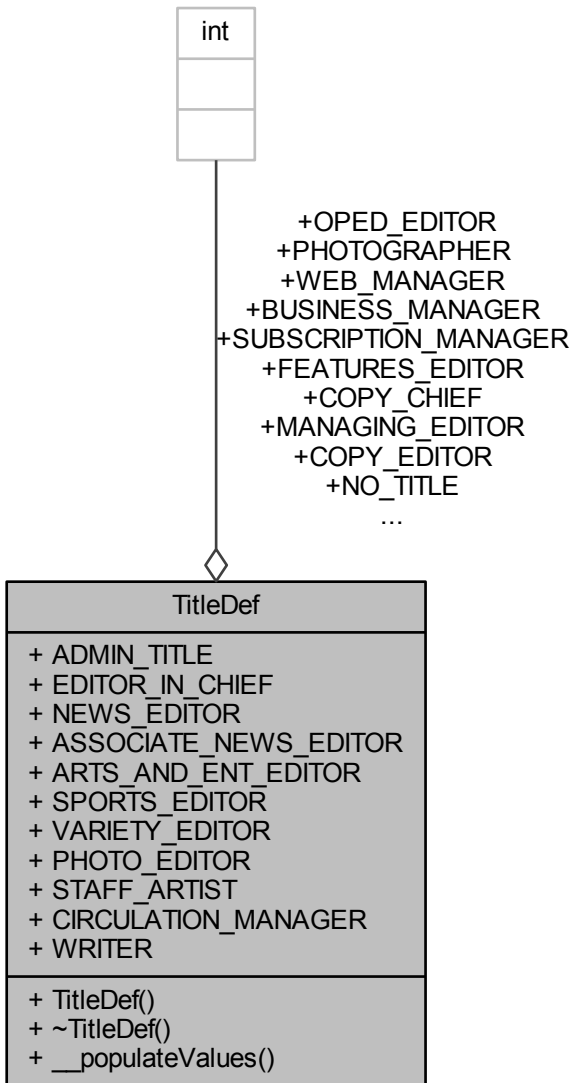 int
+OPED_EDITOR
+PHOTOGRAPHER
+WEB_MANAGER
+BUSINESS_MANAGER
+SUBSCRIPTION_MANAGER
+FEATURES_EDITOR
+COPY_CHIEF
+MANAGING_EDITOR
+COPY_EDITOR
+NO_TITLE
...
TitleDef
+ ADMIN_TITLE
+ EDITOR_IN_CHIEF
+ NEWS_EDITOR
+ ASSOCIATE_NEWS_EDITOR
+ ARTS_AND_ENT_EDITOR
+ SPORTS_EDITOR
+ VARIETY_EDITOR
+ PHOTO_EDITOR
+ STAFF_ARTIST
+ CIRCULATION_MANAGER
+ WRITER
+ TitleDef()
+ ~TitleDef()
+ __populateValues()